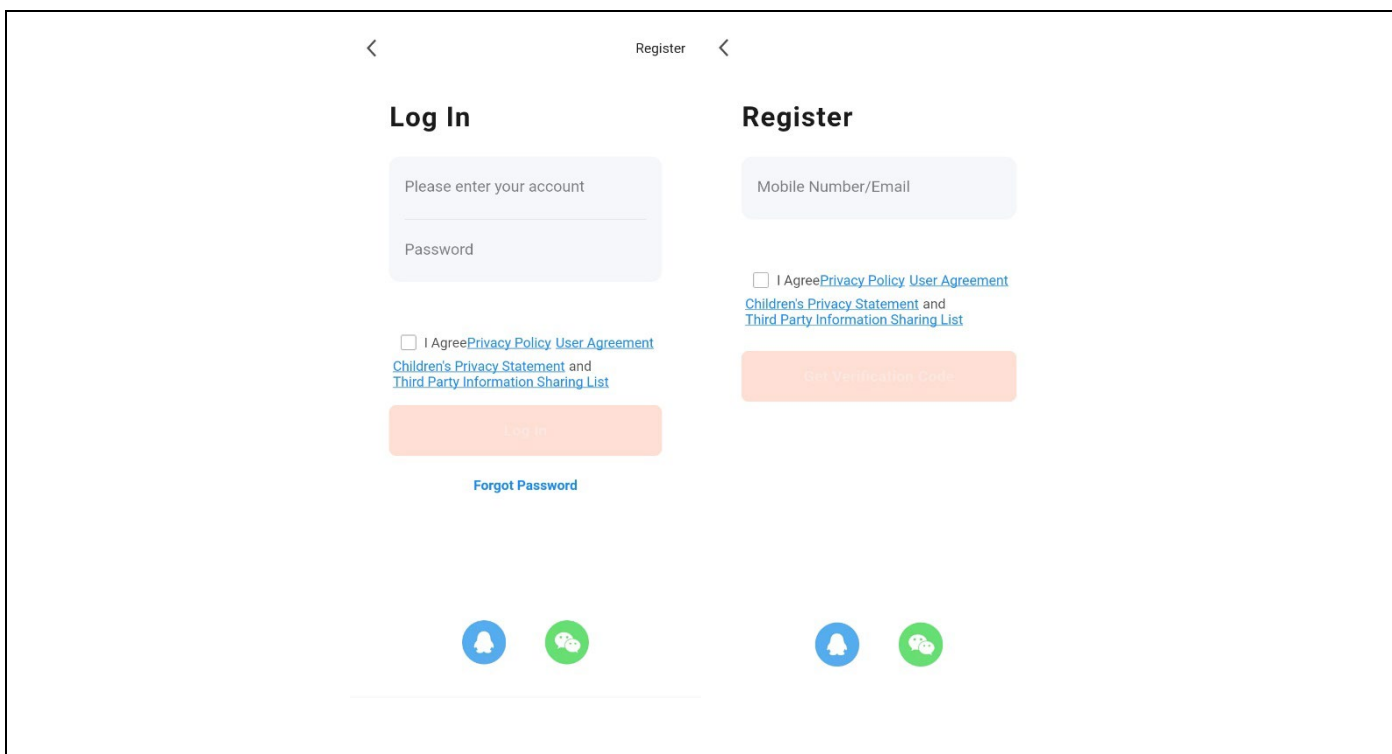 Register
Log In
Please enter your account
Password
I AgreePrivacy Policy User Agreement
Children's Privacy Statement and
Third Party Information Sharing List
Log In
Forgot Password
Register
Mobile Number/Email
I AgreePrivacy Policy User Agreement
Children's Privacy Statement and
Third Party Information Sharing List
Get Verification Code